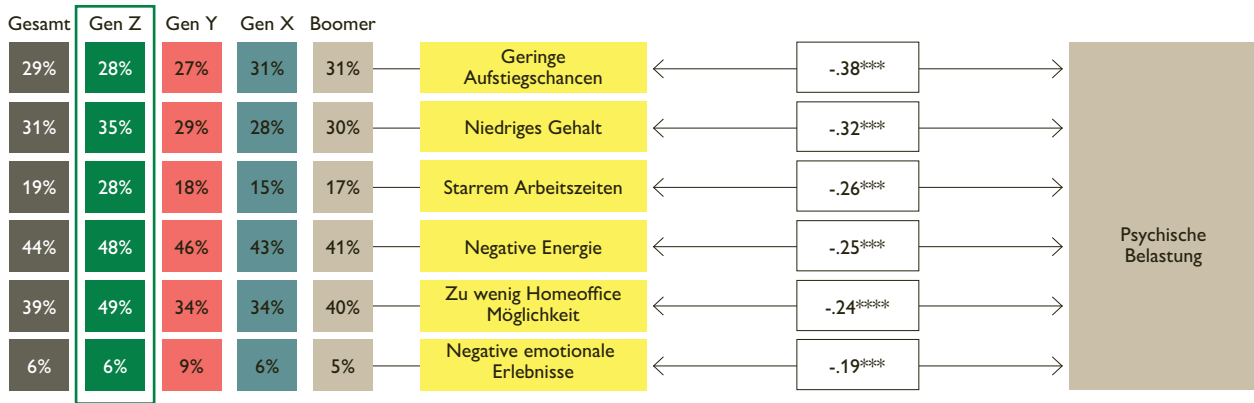 Gesamt Gen Z Gen Y Gen X Boomer
29% 28% 27% 31% 31% Geringe Aufstiegschancen -.38***
31% 35% 29% 28% 30% Niedriges Gehalt -.32***
19% 28% 18% 15% 17% Starrem Arbeitszeiten -.26***
44% 48% 46% 43% 41% Negative Energie -.25***
Psychische
Belastung
39% 49% 34% 34% 40% Zu wenig Homeoffice Möglichkeit -.24****
6% 6% 9% 6% 5% Negative emotionale Erlebnisse -.19***